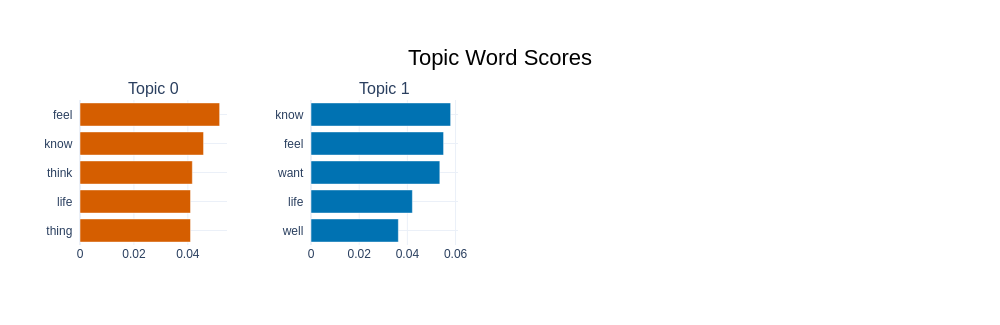 Topic Word Scores
Topic 0
feel
know
think
life
thing
0 0.02 0.04
Topic 1
know
feel
want
life
well
0 0.02 0.04 0.06